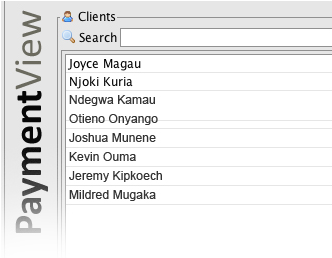 PaymentView
Clients
Search
Joyce Magau
Njoki Kuria
Ndegwa Kamau
Otieno Onyango
Joshua Munene
Kevin Ouma
Jeremy Kipkoech
Mildred Mugaka